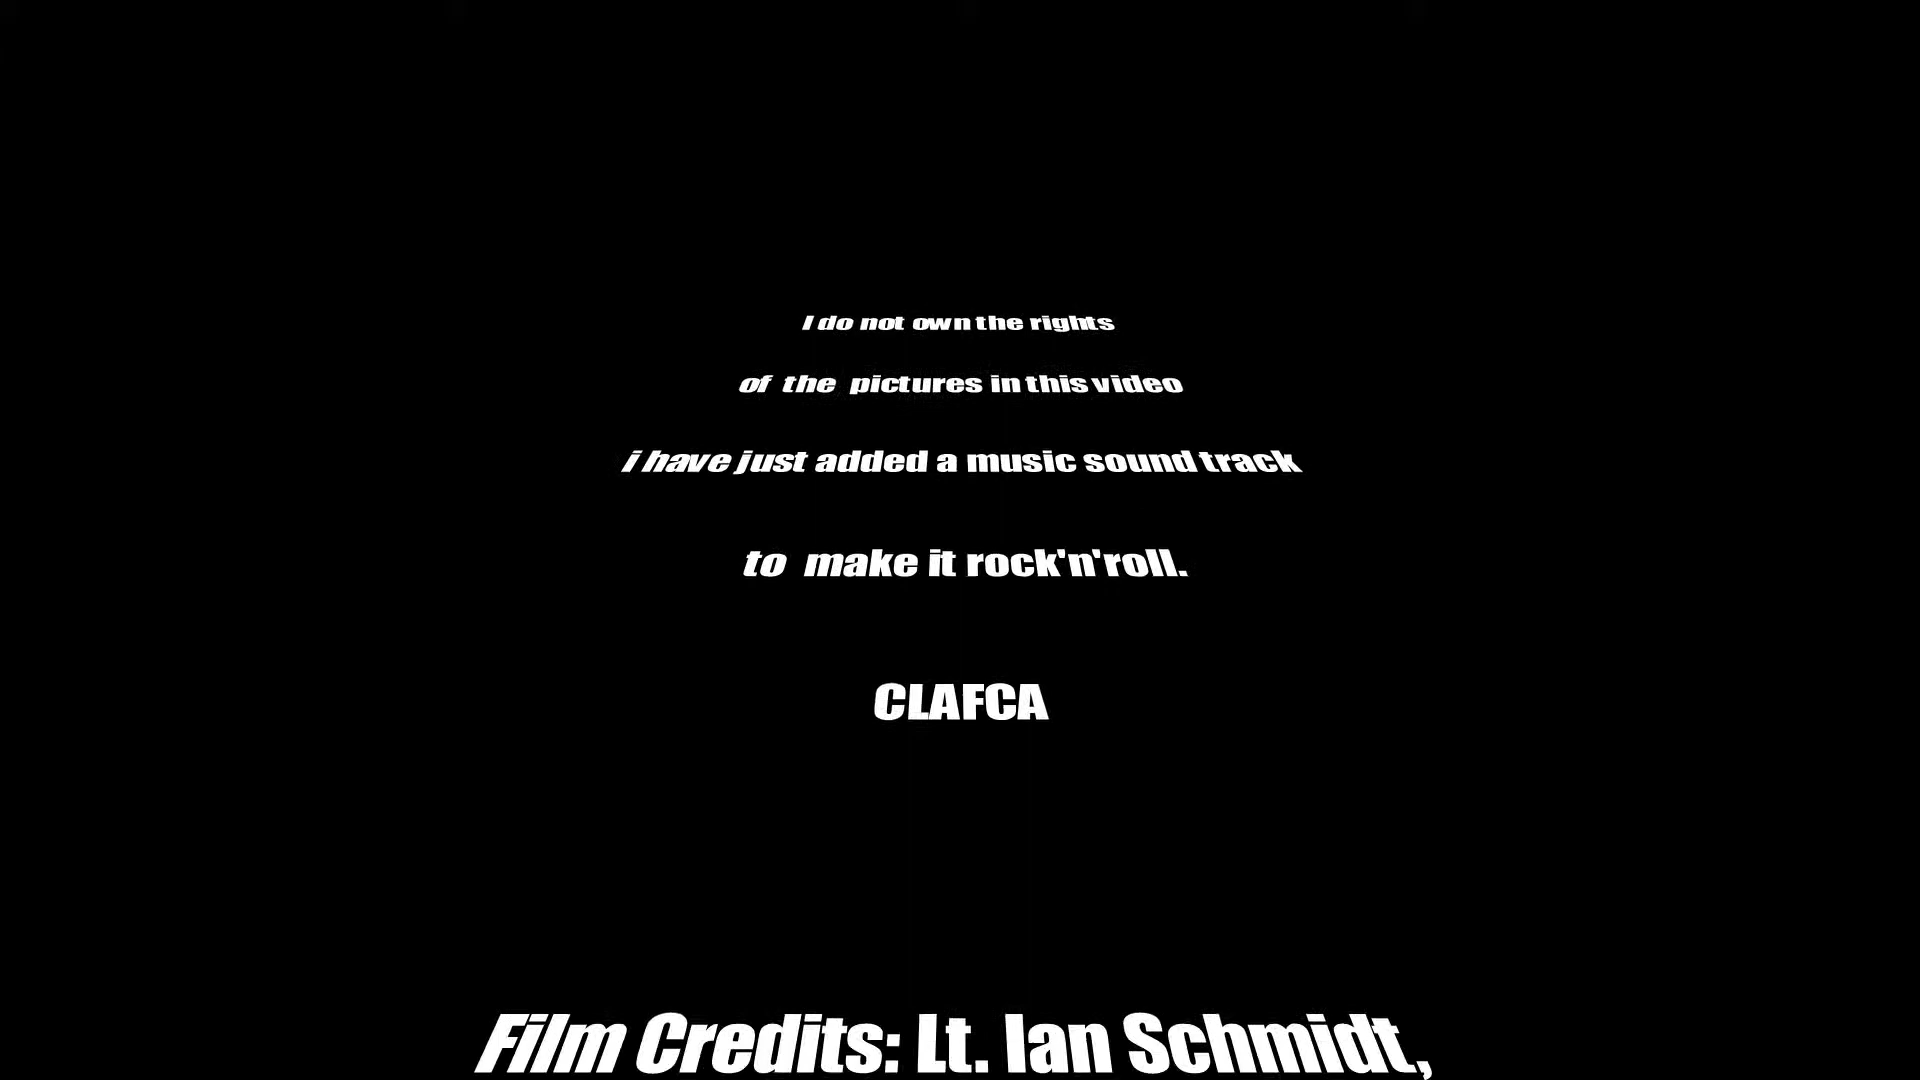 I do not own the rights
of the pictures in this video
i have just added a music sound track
to make it rock'n'roll.
CLAFCA
Film Credits: Lt. Ian Schmidt,